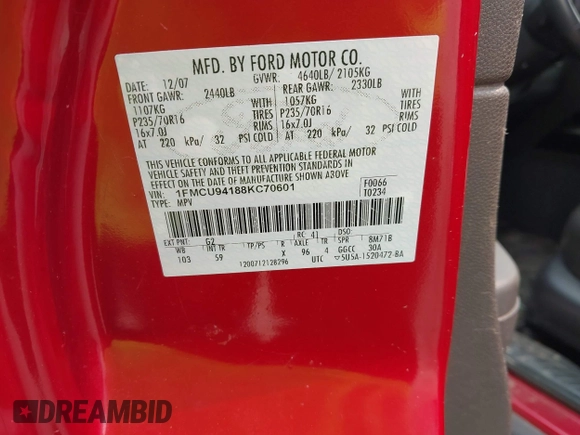 MFD. BY FORD MOTOR CO.
DATE: 12/07 GVWR: 4640LB/ 2105KG
FRONT GAWR: 2440LB REAR GAWR: 2330LB
1107KG 1057KG
P235/70R16 TIRES P235/70R16 TIRES
16x7.0J RIMS 16x7.0J RIMS
AT 220 kPa/ 32 PSI COLD AT 220 kPa/ 32 PSI COLD
THIS VEHICLE CONFORMS TO ALL APPLICABLE FEDERAL MOTOR
VEHICLE SAFETY AND THEFT PREVENTION STANDARDS IN
EFFECT ON THE DATE OF MANUFACTURE SHOWN ABOVE.
VIN: 1FMCU94188KC70601 F0066
TYPE: MPV T0234
EXT PNT: G2 RC: 41 DSO:
WB INT TR TP/PS R AXLE TR SPR BM71B
103 59 X 96 4 GGCC 30A
1200712128296 UTC ▽5U5A-1520472-BA
DREAMBID